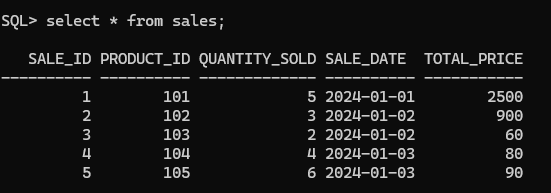 SQL> select * from sales;
SALE_ID PRODUCT_ID QUANTITY_SOLD SALE_DATE TOTAL_PRICE
---------- ---------- ------------- ---------- -----------
1 101 5 2024-01-01 2500
2 102 3 2024-01-02 900
3 103 2 2024-01-02 60
4 104 4 2024-01-03 80
5 105 6 2024-01-03 90